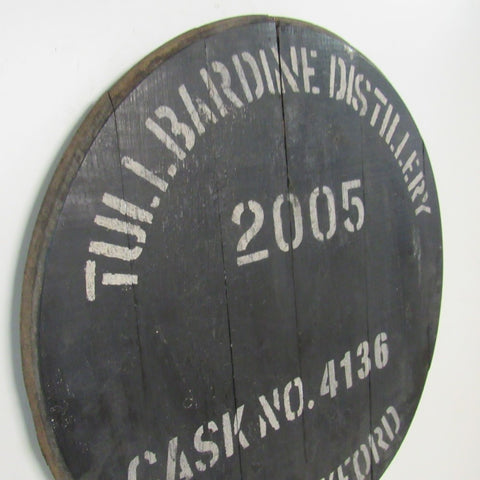 TULLIBARDINE DISTILLERY
2005
CASK NO. 4136